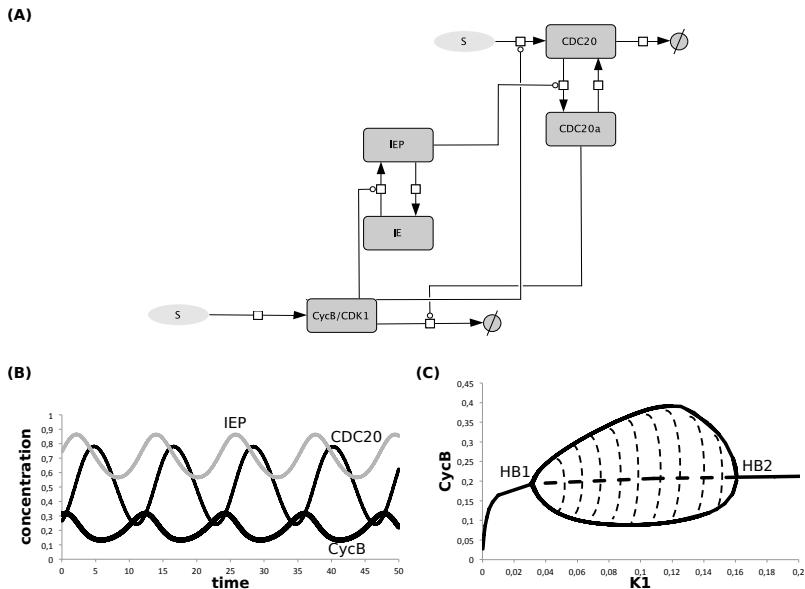 (A)
S
CDC20
CDC20a
IEP
IE
S
CycB/CDK1
(B)
concentration
1
0,9
0,8
0,7
0,6
0,5
0,4
0,3
0,2
0,1
0
IEP
CDC20
CycB
0 5 10 15 20 25 30 35 40 45 50
time
(C)
CycB
0,45
0,4
0,35
0,3
0,25
0,2
0,15
0,1
0,05
0
HB1
HB2
0 0,02 0,04 0,06 0,08 0,1 0,12 0,14 0,16 0,18 0,2
K1